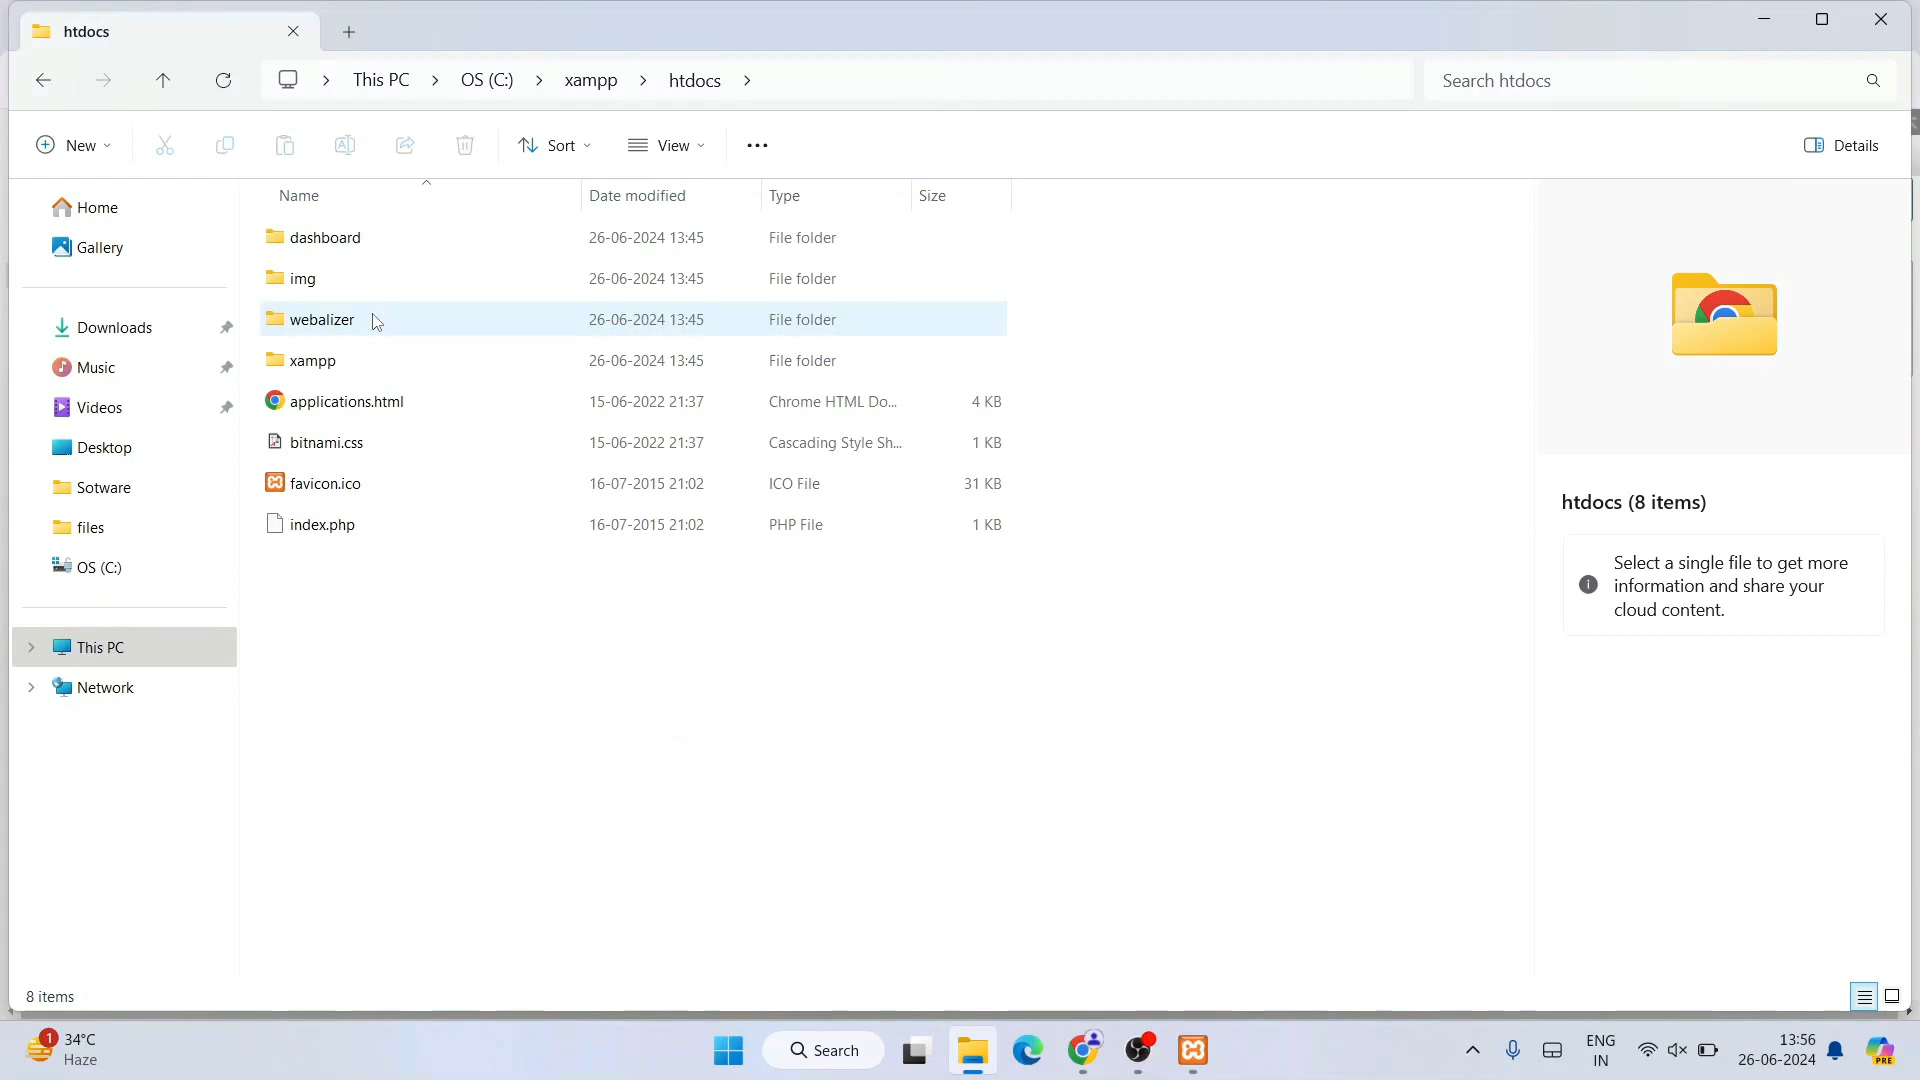 htdocs
This PC > OS (C:) > xampp > htdocs >
Search htdocs
New
Sort
View
Details
Name
Date modified
Type
Size
Home
Gallery
Downloads
Music
Videos
Desktop
Sotware
files
OS (C:)
This PC
Network
dashboard 26-06-2024 13:45 File folder
img 26-06-2024 13:45 File folder
webalizer 26-06-2024 13:45 File folder
xampp 26-06-2024 13:45 File folder
applications.html 15-06-2022 21:37 Chrome HTML Do... 4 KB
bitnami.css 15-06-2022 21:37 Cascading Style Sh... 1 KB
favicon.ico 16-07-2015 21:02 ICO File 31 KB
index.php 16-07-2015 21:02 PHP File 1 KB
htdocs (8 items)
Select a single file to get more
information and share your
cloud content.
8 items
1
34°C
Haze
Search
ENG
IN
13:56
26-06-2024
PRE